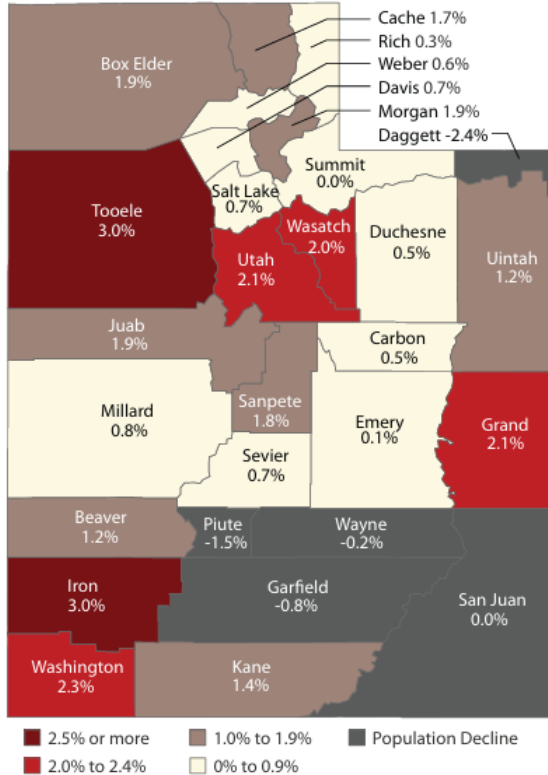 Cache 1.7%
Rich 0.3%
Weber 0.6%
Davis 0.7%
Morgan 1.9%
Daggett -2.4%
Box Elder
1.9%
Summit
0.0%
Tooele
3.0%
Salt Lake
0.7%
Wasatch
2.0%
Utah
2.1%
Duchesne
0.5%
Uintah
1.2%
Juab
1.9%
Carbon
0.5%
Millard
0.8%
Sanpete
1.8%
Emery
0.1%
Grand
2.1%
Sevier
0.7%
Beaver
1.2%
Piute
-1.5%
Wayne
-0.2%
Iron
3.0%
Garfield
-0.8%
San Juan
0.0%
Washington
2.3%
Kane
1.4%
2.5% or more
1.0% to 1.9%
Population Decline
2.0% to 2.4%
0% to 0.9%